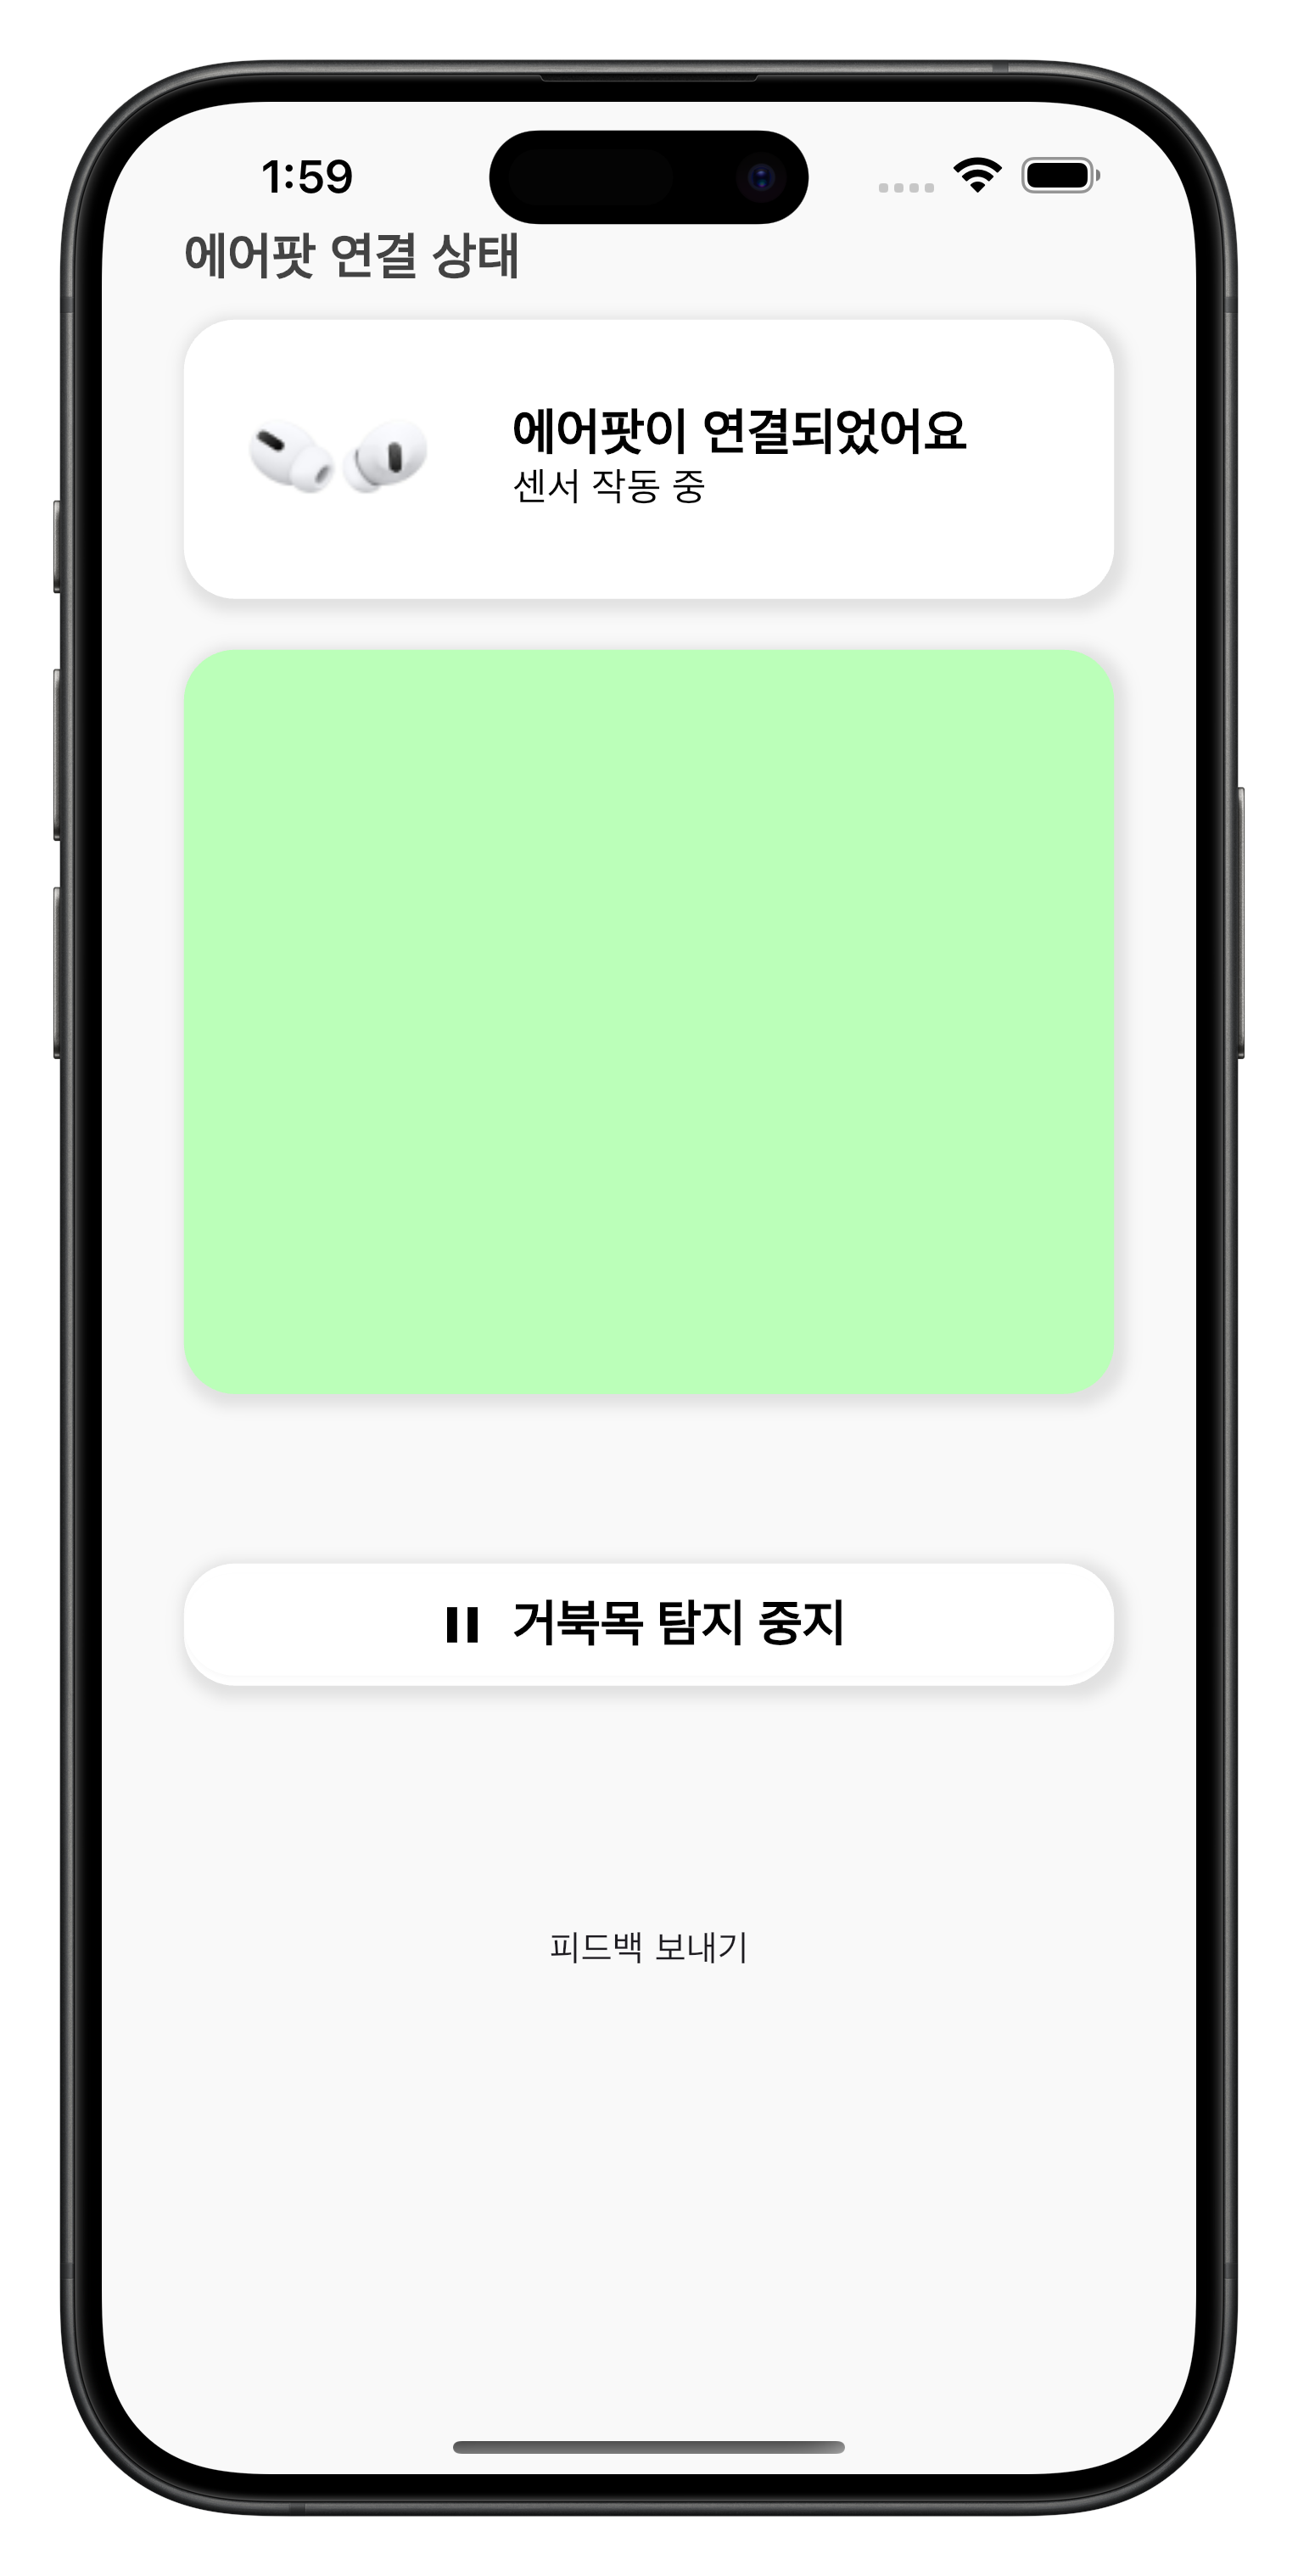 1:59
에어팟 연결 상태
에어팟이 연결되었어요
센서 작동 중
거북목 탐지 중지
피드백 보내기